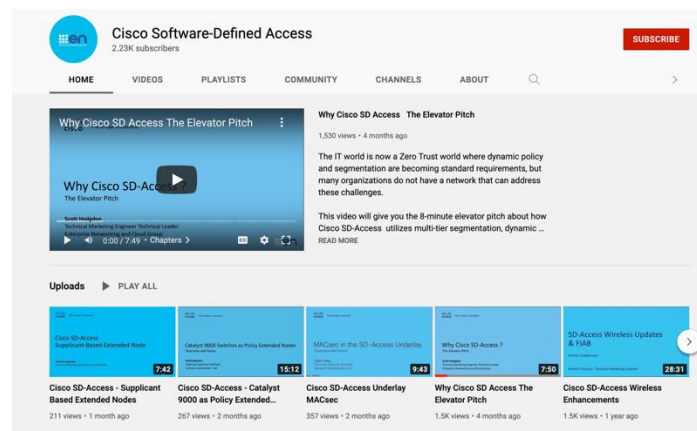 en
Cisco Software-Defined Access
2.23K subscribers
SUBSCRIBE
HOME VIDEOS PLAYLISTS COMMUNITY CHANNELS ABOUT
Why Cisco SD Access The Elevator Pitch
Why Cisco SD-Access ?
The Elevator Pitch
Scott Hodgdon
Technical Marketing Engineer Technical Leader
Enterprise Networking and Cloud Group
0:00 / 7:49 • Chapters
Why Cisco SD Access The Elevator Pitch
1,530 views • 4 months ago
The IT world is now a Zero Trust world where dynamic policy
and segmentation are becoming standard requirements, but
many organizations do not have a network that can address
these challenges.
This video will give you the 8-minute elevator pitch about how
Cisco SD-Access utilizes multi-tier segmentation, dynamic ...
READ MORE
Uploads PLAY ALL
Cisco SD-Access
Supplicant-Based Extended Node
7:42
Cisco SD-Access - Supplicant
Based Extended Nodes
211 views • 1 month ago
Catalyst 9000 Switches as Policy Extended Nodes
15:12
Cisco SD-Access - Catalyst
9000 as Policy Extended...
267 views • 2 months ago
MACsec in the SD-Access Underlay
9:43
Cisco SD-Access Underlay
MACsec
357 views • 2 months ago
Why Cisco SD-Access ?
7:50
Why Cisco SD Access The
Elevator Pitch
1.5K views • 4 months ago
SD-Access Wireless Updates
& FIAB
28:31
Cisco SD-Access Wireless
Enhancements
1.5K views • 1 year ago